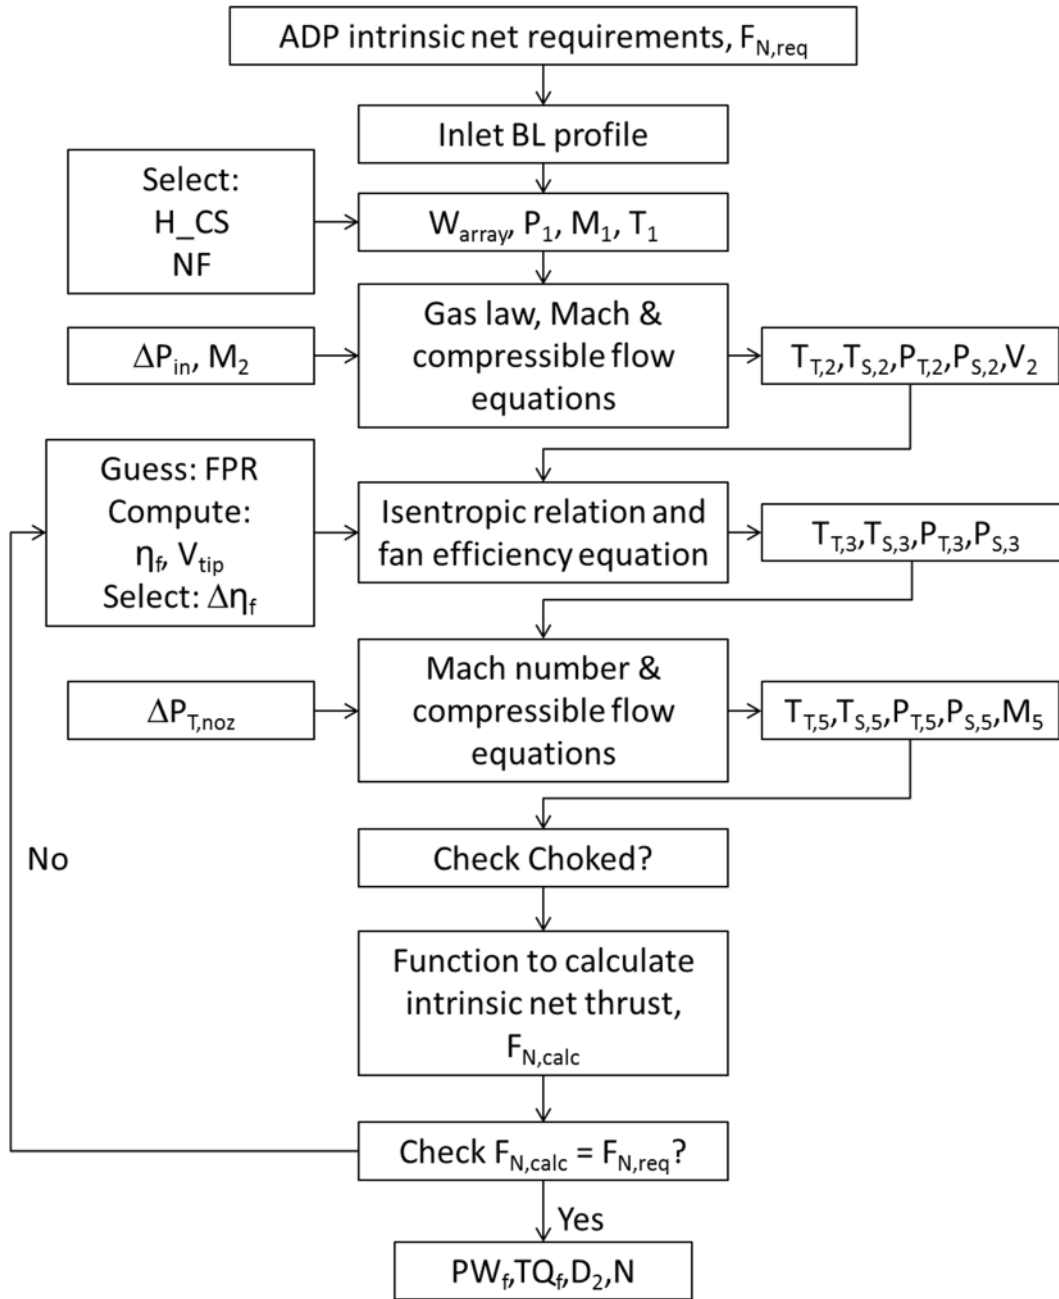 ADP intrinsic net requirements, F_N,req
Inlet BL profile
Select:
H_CS
NF
W_array, P_1, M_1, T_1
Gas law, Mach &
compressible flow
equations
ΔP_in, M_2
T_T,2,T_S,2,P_T,2,P_S,2,V_2
Guess: FPR
Compute:
η_f, V_tip
Select: Δη_f
Isentropic relation and
fan efficiency equation
T_T,3,T_S,3,P_T,3,P_S,3
Mach number &
compressible flow
equations
ΔP_T,noz
T_T,5,T_S,5,P_T,5,P_S,5,M_5
Check Choked?
No
Function to calculate
intrinsic net thrust,
F_N,calc
Check F_N,calc = F_N,req?
Yes
PW_f,TQ_f,D_2,N